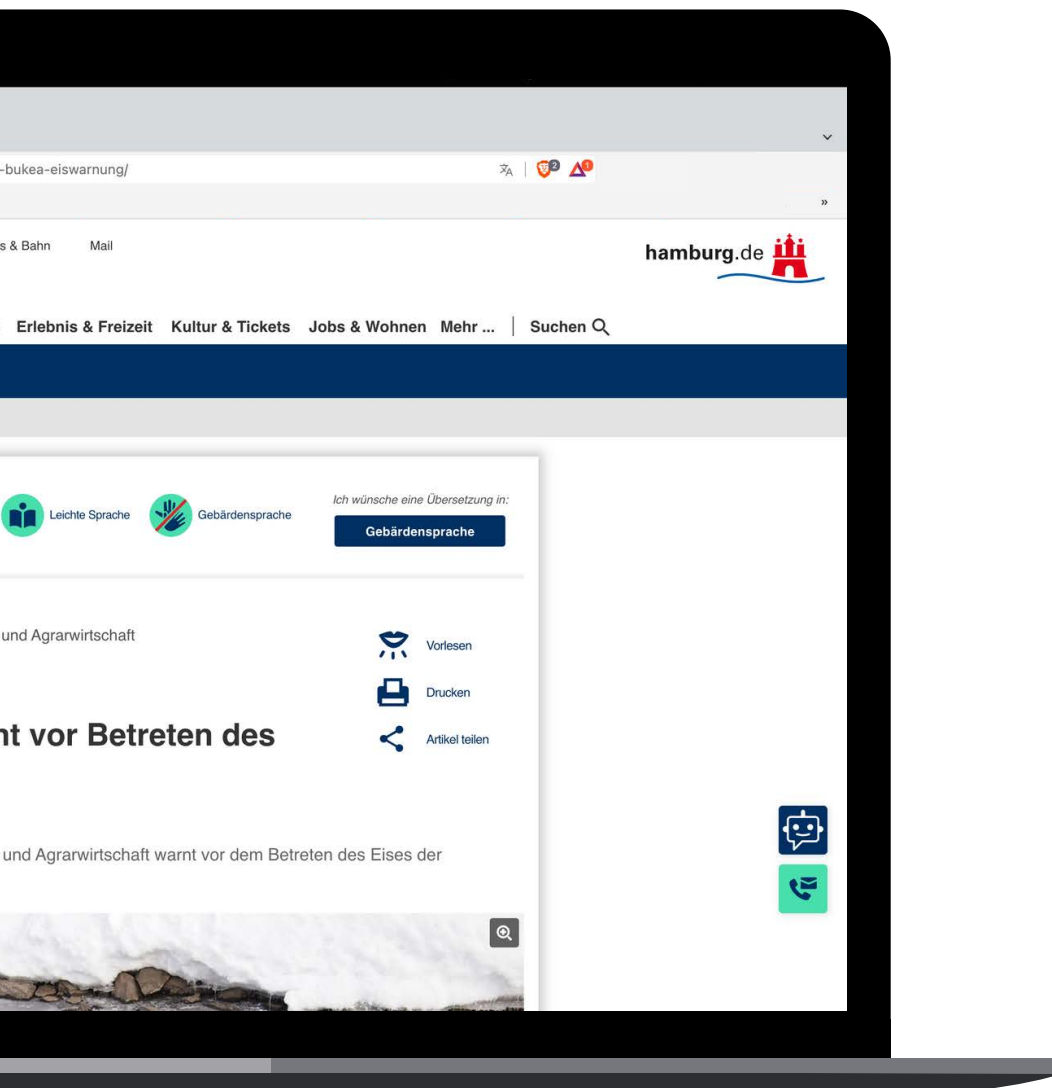 -bukea-eiswarnung/
2
1
»
s & Bahn
Mail
hamburg.de
Erlebnis & Freizeit
Kultur & Tickets
Jobs & Wohnen
Mehr ...
Suchen
Leichte Sprache
Gebärdensprache
Ich wünsche eine Übersetzung in:
Gebärdensprache
und Agrarwirtschaft
Vorlesen
Drucken
nt vor Betreten des
Artikel teilen
und Agrarwirtschaft warnt vor dem Betreten des Eises der